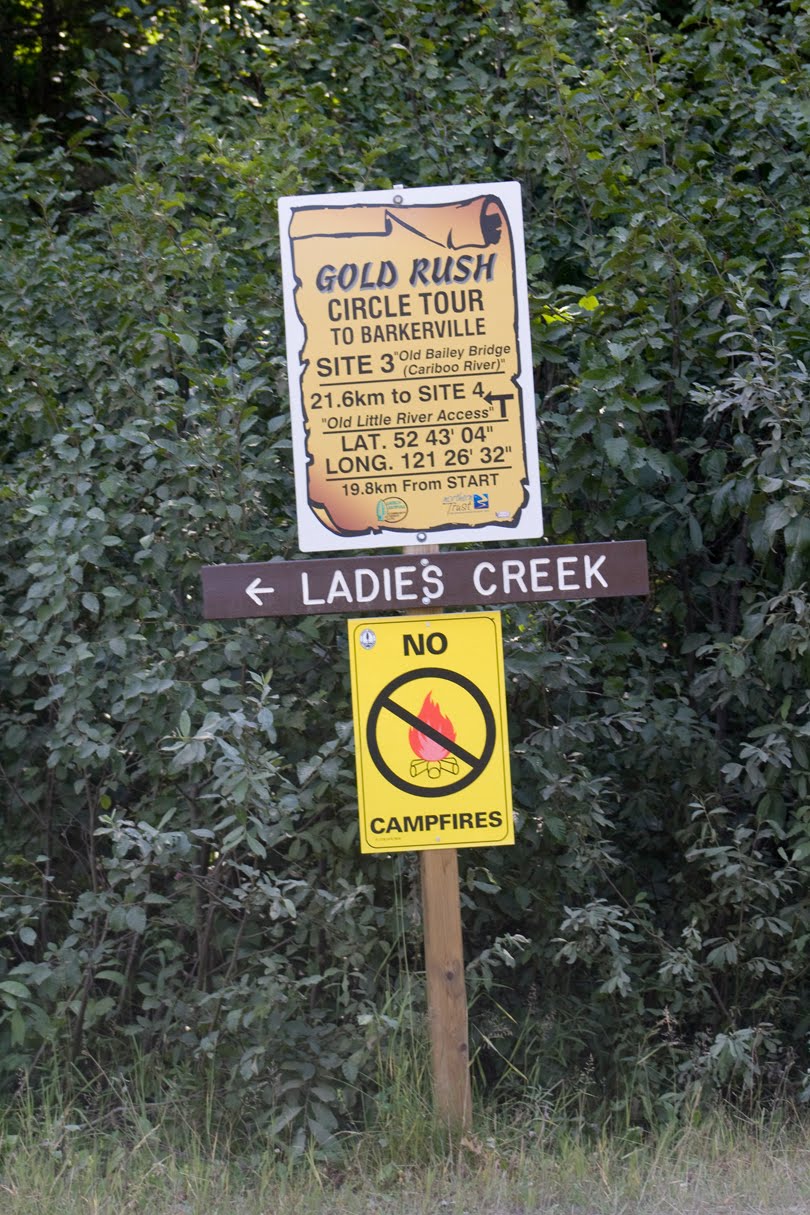 GOLD RUSH
CIRCLE TOUR
TO BARKERVILLE
SITE 3 "Old Bailey Bridge
(Cariboo River)"
21.6km to SITE 4
"Old Little River Access"
LAT. 52 43' 04"
LONG. 121 26' 32"
19.8km From START
northern
Trust
← LADIES CREEK
NO
CAMPFIRES